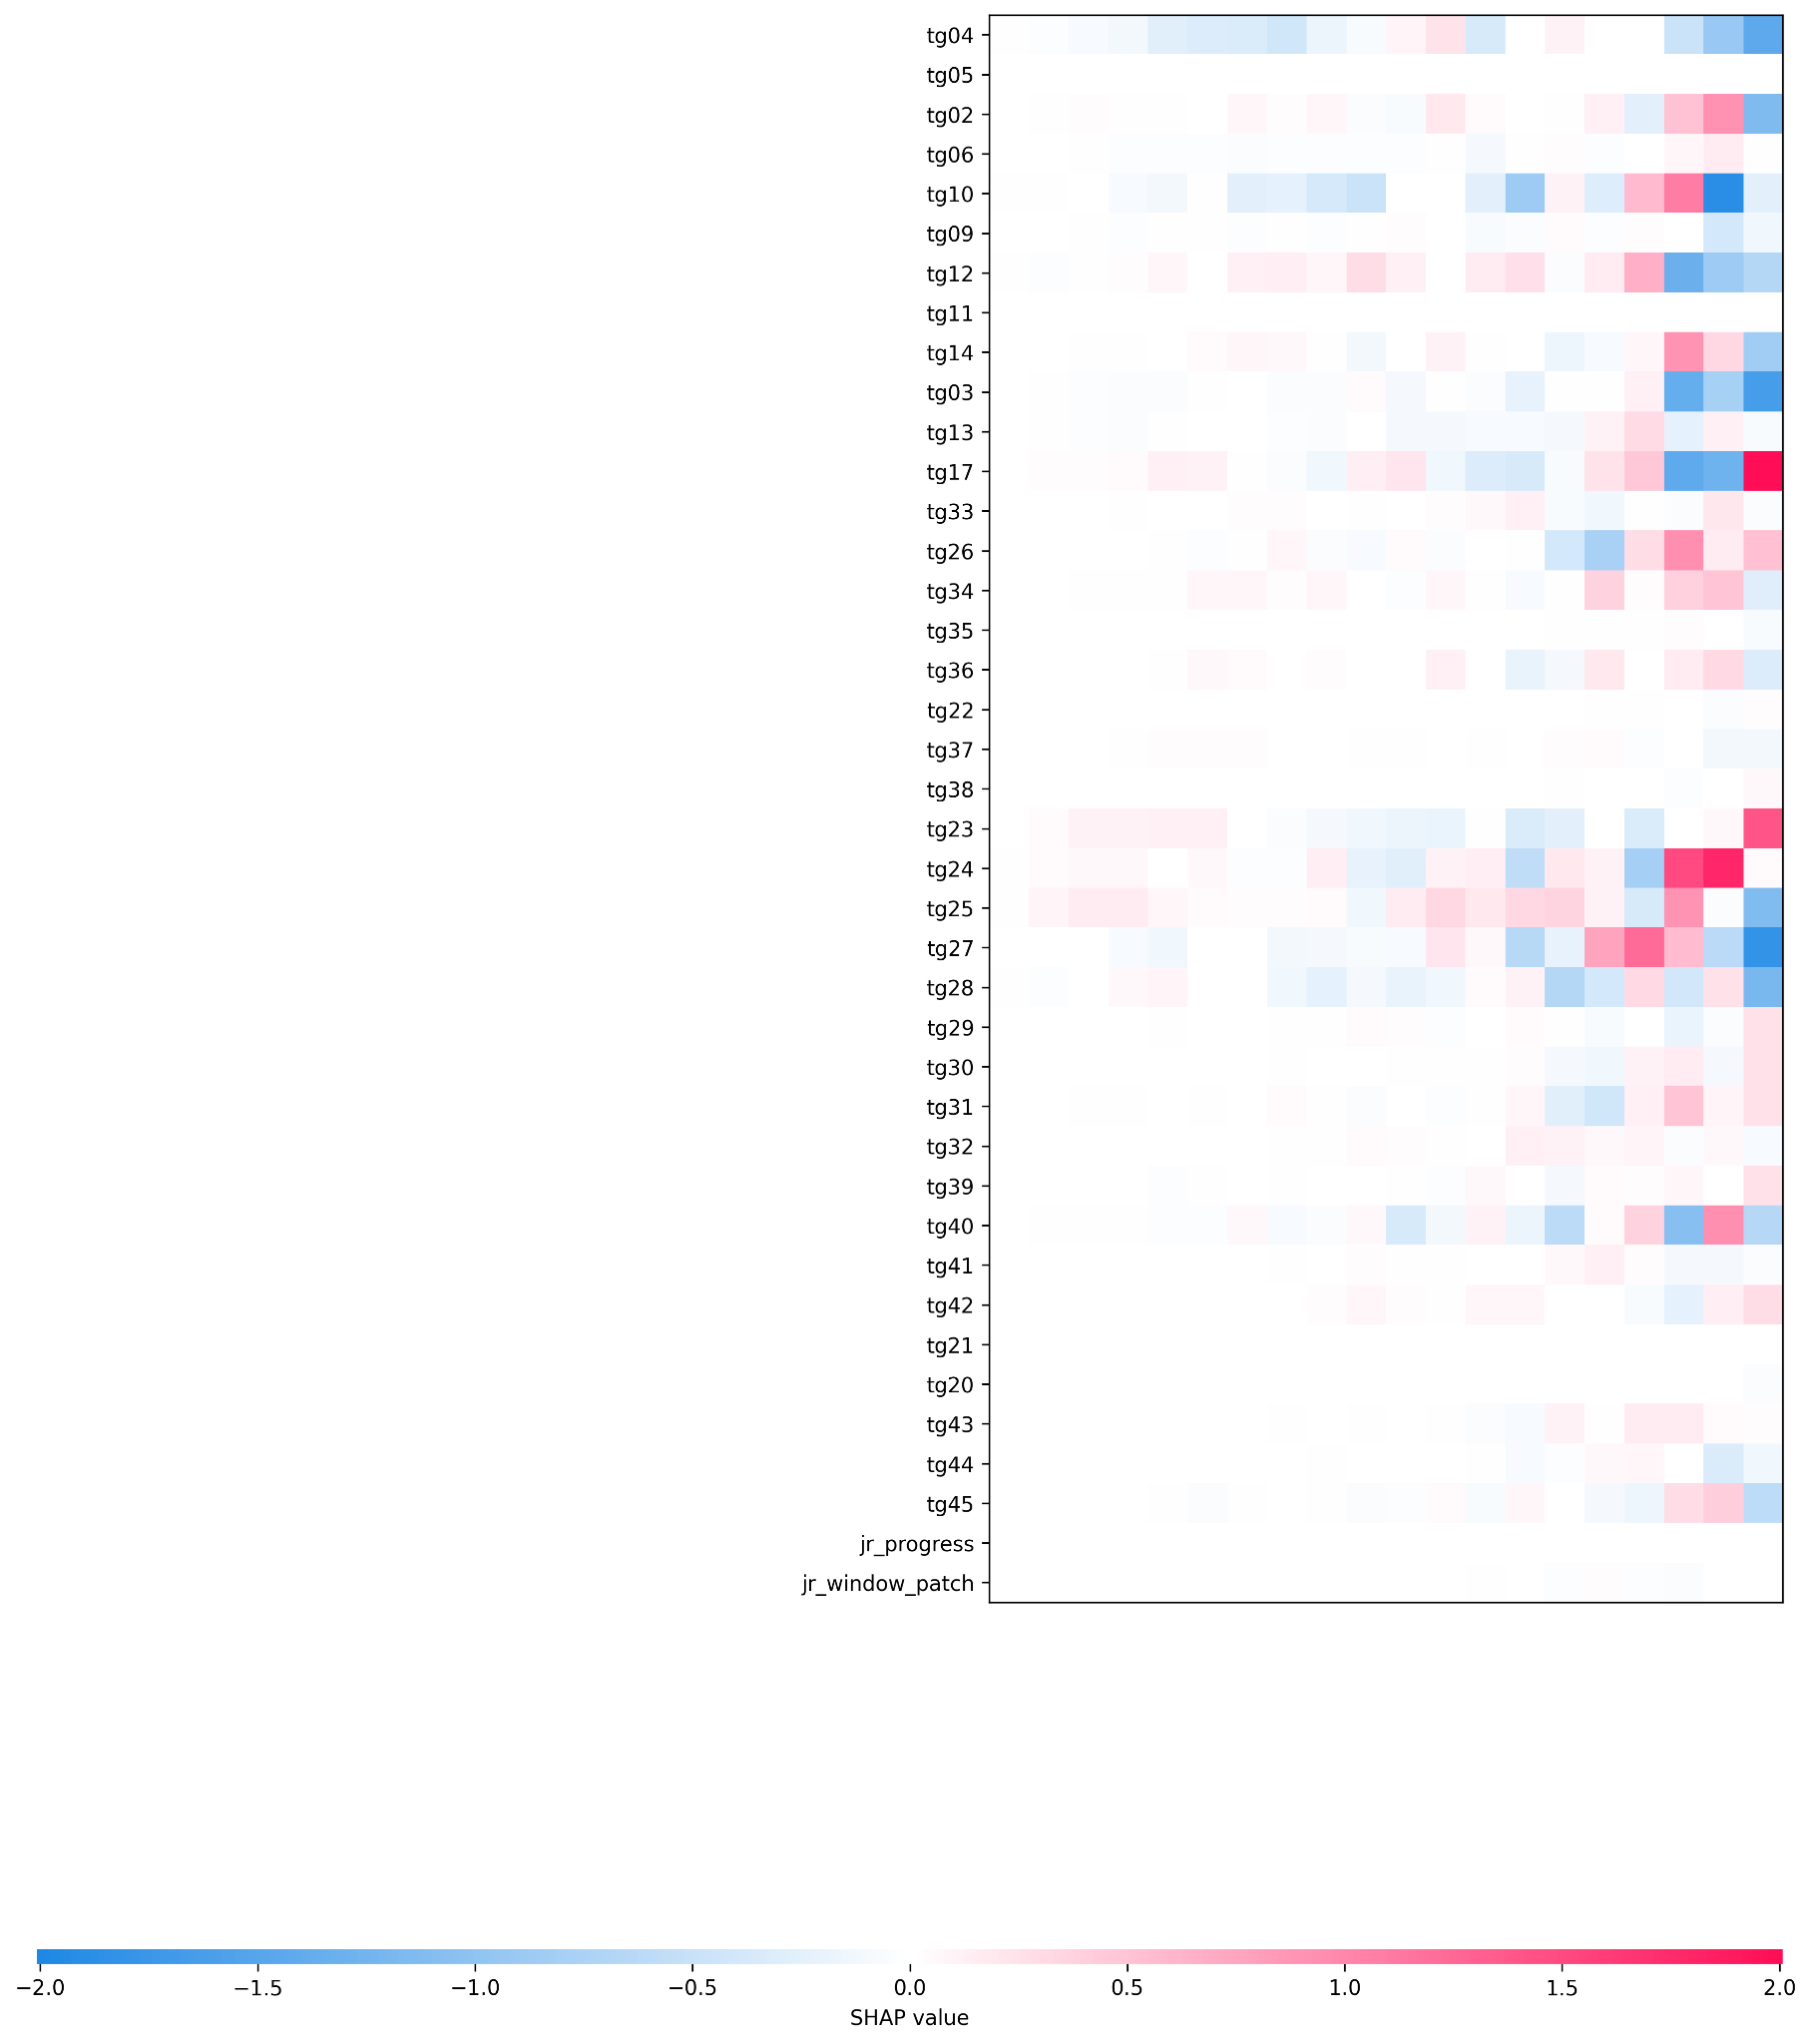 tg04
tg05
tg02
tg06
tg10
tg09
tg12
tg11
tg14
tg03
tg13
tg17
tg33
tg26
tg34
tg35
tg36
tg22
tg37
tg38
tg23
tg24
tg25
tg27
tg28
tg29
tg30
tg31
tg32
tg39
tg40
tg41
tg42
tg21
tg20
tg43
tg44
tg45
jr_progress
jr_window_patch
−2.0 −1.5 −1.0 −0.5 0.0 0.5 1.0 1.5 2.0
SHAP value